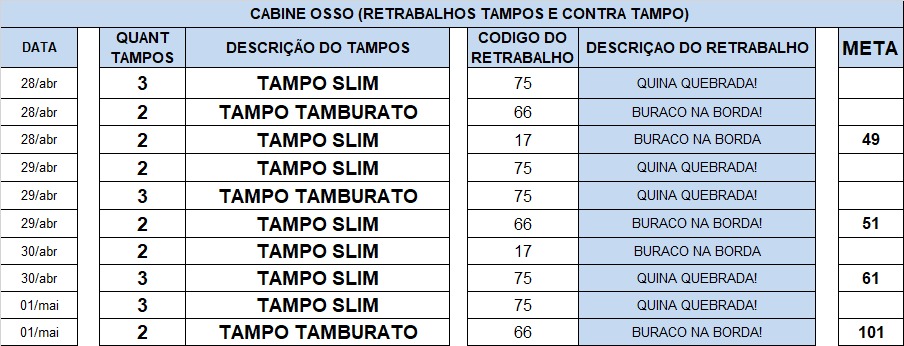 CABINE OSSO (RETRABALHOS TAMPOS E CONTRA TAMPO)
DATA QUANT TAMPOS DESCRIÇÃO DO TAMPOS CODIGO DO RETRABALHO DESCRIÇAO DO RETRABALHO META
28/abr 3 TAMPO SLIM 75 QUINA QUEBRADA!
28/abr 2 TAMPO TAMBURATO 66 BURACO NA BORDA!
28/abr 2 TAMPO SLIM 17 BURACO NA BORDA 49
29/abr 2 TAMPO SLIM 75 QUINA QUEBRADA!
29/abr 3 TAMPO TAMBURATO 75 QUINA QUEBRADA!
29/abr 2 TAMPO SLIM 66 BURACO NA BORDA! 51
30/abr 2 TAMPO SLIM 17 BURACO NA BORDA
30/abr 3 TAMPO SLIM 75 QUINA QUEBRADA! 61
01/mai 3 TAMPO SLIM 75 QUINA QUEBRADA!
01/mai 2 TAMPO TAMBURATO 66 BURACO NA BORDA! 101